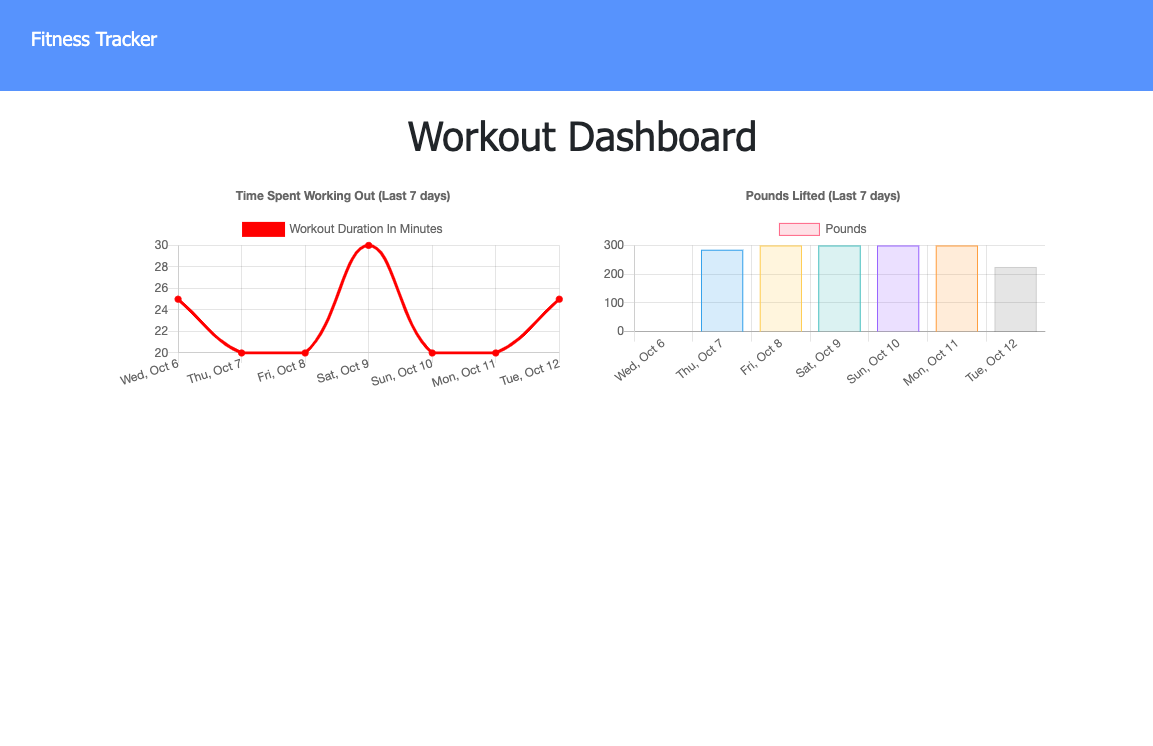 Fitness Tracker
Workout Dashboard
Time Spent Working Out (Last 7 days)
Workout Duration In Minutes
30
28
26
24
22
20
Wed, Oct 6
Thu, Oct 7
Fri, Oct 8
Sat, Oct 9
Sun, Oct 10
Mon, Oct 11
Tue, Oct 12
Pounds Lifted (Last 7 days)
Pounds
300
200
100
0
Wed, Oct 6
Thu, Oct 7
Fri, Oct 8
Sat, Oct 9
Sun, Oct 10
Mon, Oct 11
Tue, Oct 12